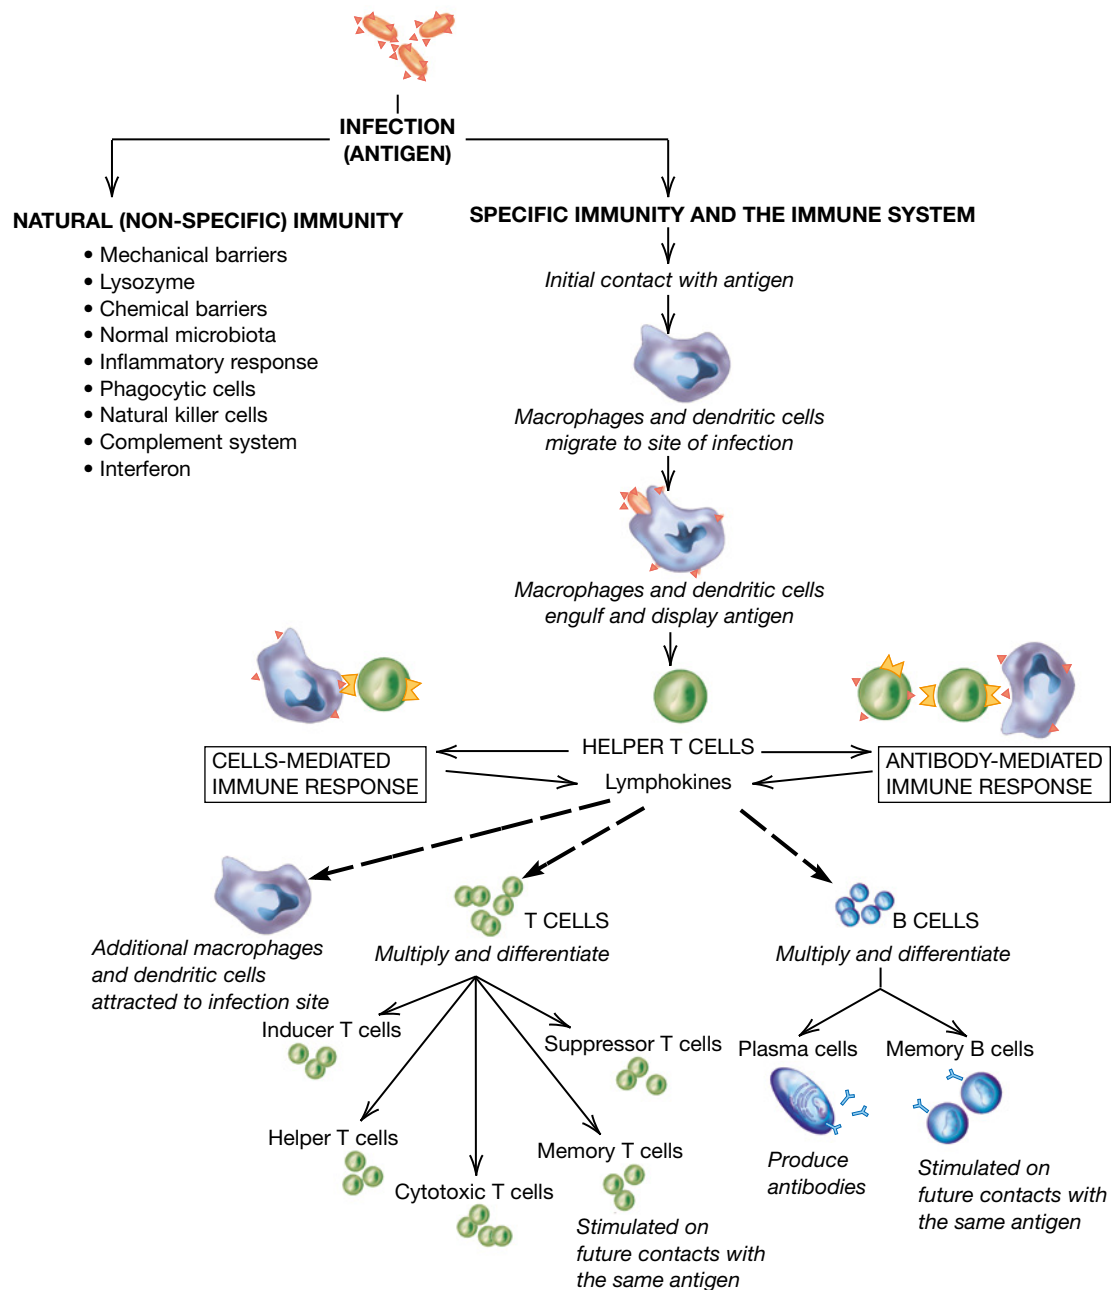 INFECTION
(ANTIGEN)
NATURAL (NON-SPECIFIC) IMMUNITY
• Mechanical barriers
• Lysozyme
• Chemical barriers
• Normal microbiota
• Inflammatory response
• Phagocytic cells
• Natural killer cells
• Complement system
• Interferon
SPECIFIC IMMUNITY AND THE IMMUNE SYSTEM
Initial contact with antigen
Macrophages and dendritic cells
migrate to site of infection
Macrophages and dendritic cells
engulf and display antigen
CELLS-MEDIATED
IMMUNE RESPONSE
HELPER T CELLS
Lymphokines
ANTIBODY-MEDIATED
IMMUNE RESPONSE
Additional macrophages
and dendritic cells
attracted to infection site
T CELLS
Multiply and differentiate
B CELLS
Multiply and differentiate
Inducer T cells
Suppressor T cells
Helper T cells
Memory T cells
Cytotoxic T cells
Stimulated on
future contacts with
the same antigen
Plasma cells
Memory B cells
Produce
antibodies
Stimulated on
future contacts with
the same antigen